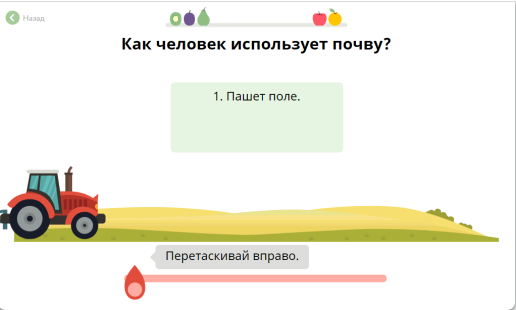 Назад
Как человек использует почву?
1. Пашет поле.
Перетаскивай вправо.